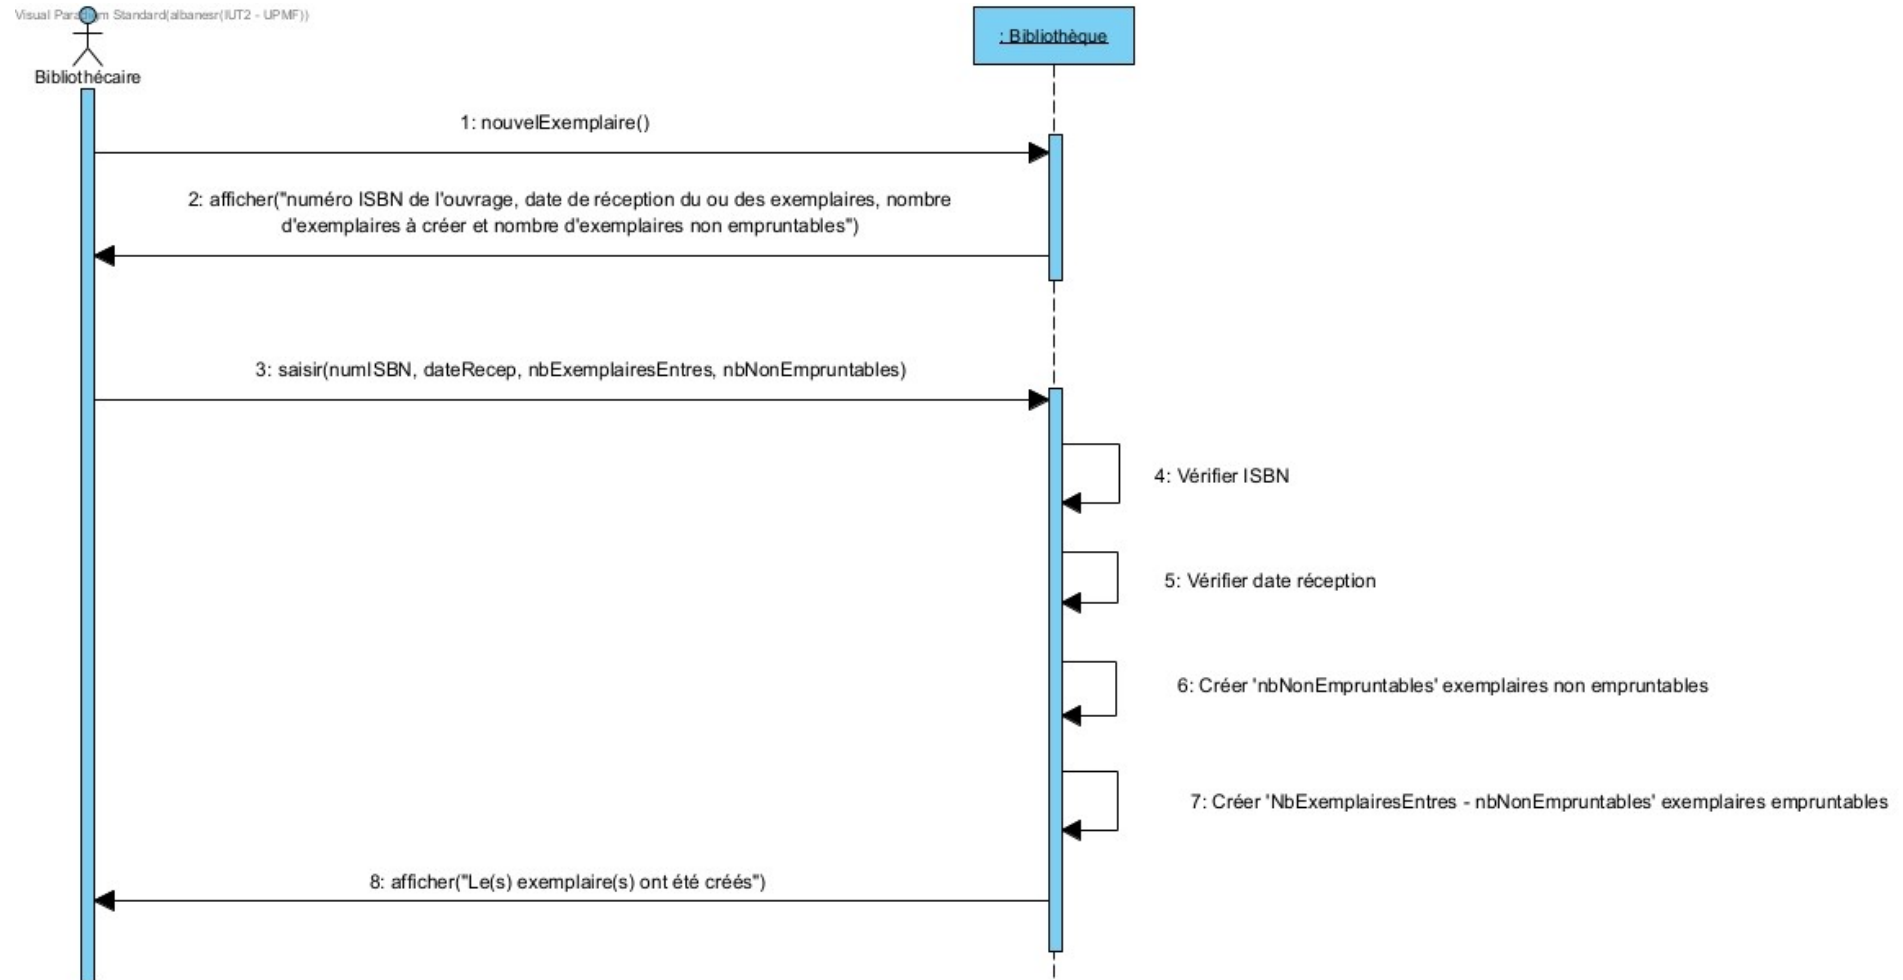 Visual Paradigm Standard(albanesr(IUT2 - UPMF))
: Bibliothèque
Bibliothécaire
1: nouvelExemplaire()
2: afficher("numéro ISBN de l'ouvrage, date de réception du ou des exemplaires, nombre
d'exemplaires à créer et nombre d'exemplaires non empruntables")
3: saisir(numISBN, dateRecep, nbExemplairesEntres, nbNonEmpruntables)
4: Vérifier ISBN
5: Vérifier date réception
6: Créer 'nbNonEmpruntables' exemplaires non empruntables
7: Créer 'NbExemplairesEntres - nbNonEmpruntables' exemplaires empruntables
8: afficher("Le(s) exemplaire(s) ont été créés")